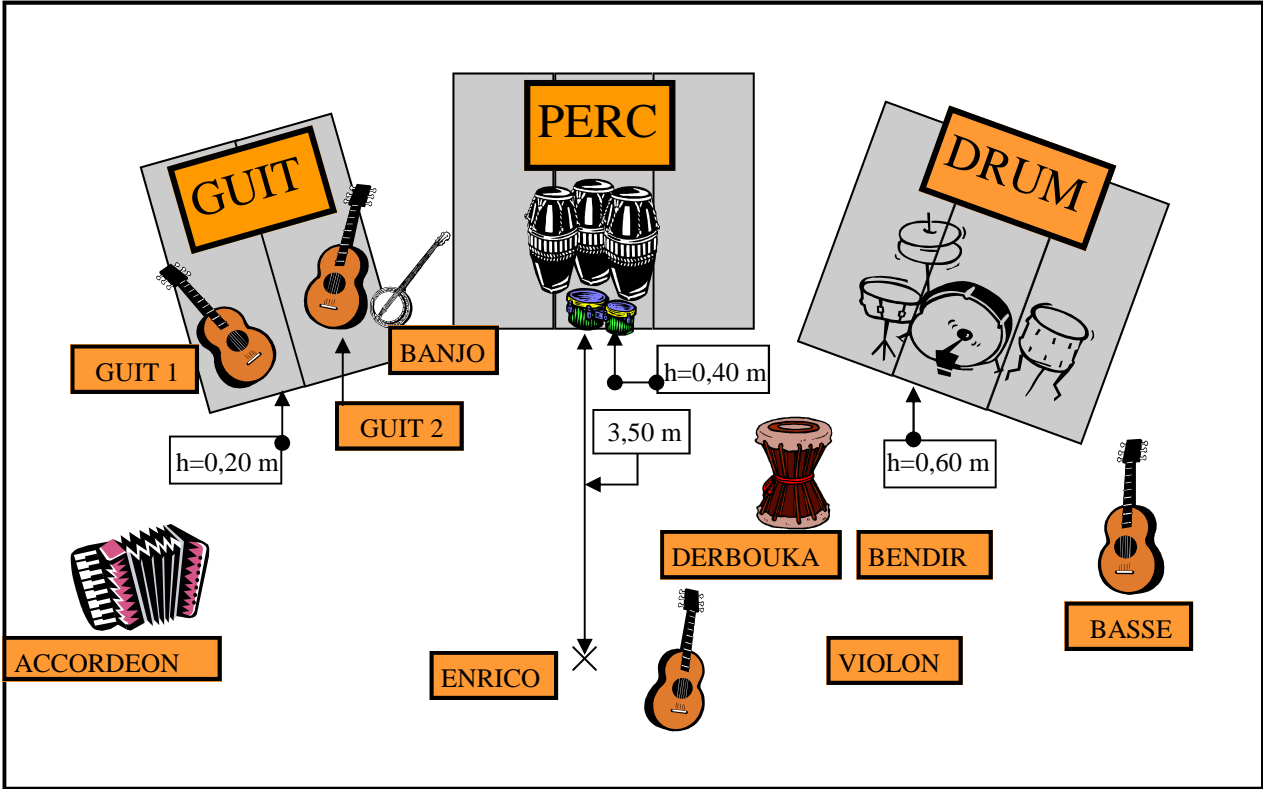 PERC
GUIT
DRUM
GUIT 1
BANJO
h=0,40 m
GUIT 2
3,50 m
h=0,20 m
h=0,60 m
DERBOUKA
BENDIR
BASSE
ACCORDEON
ENRICO
VIOLON